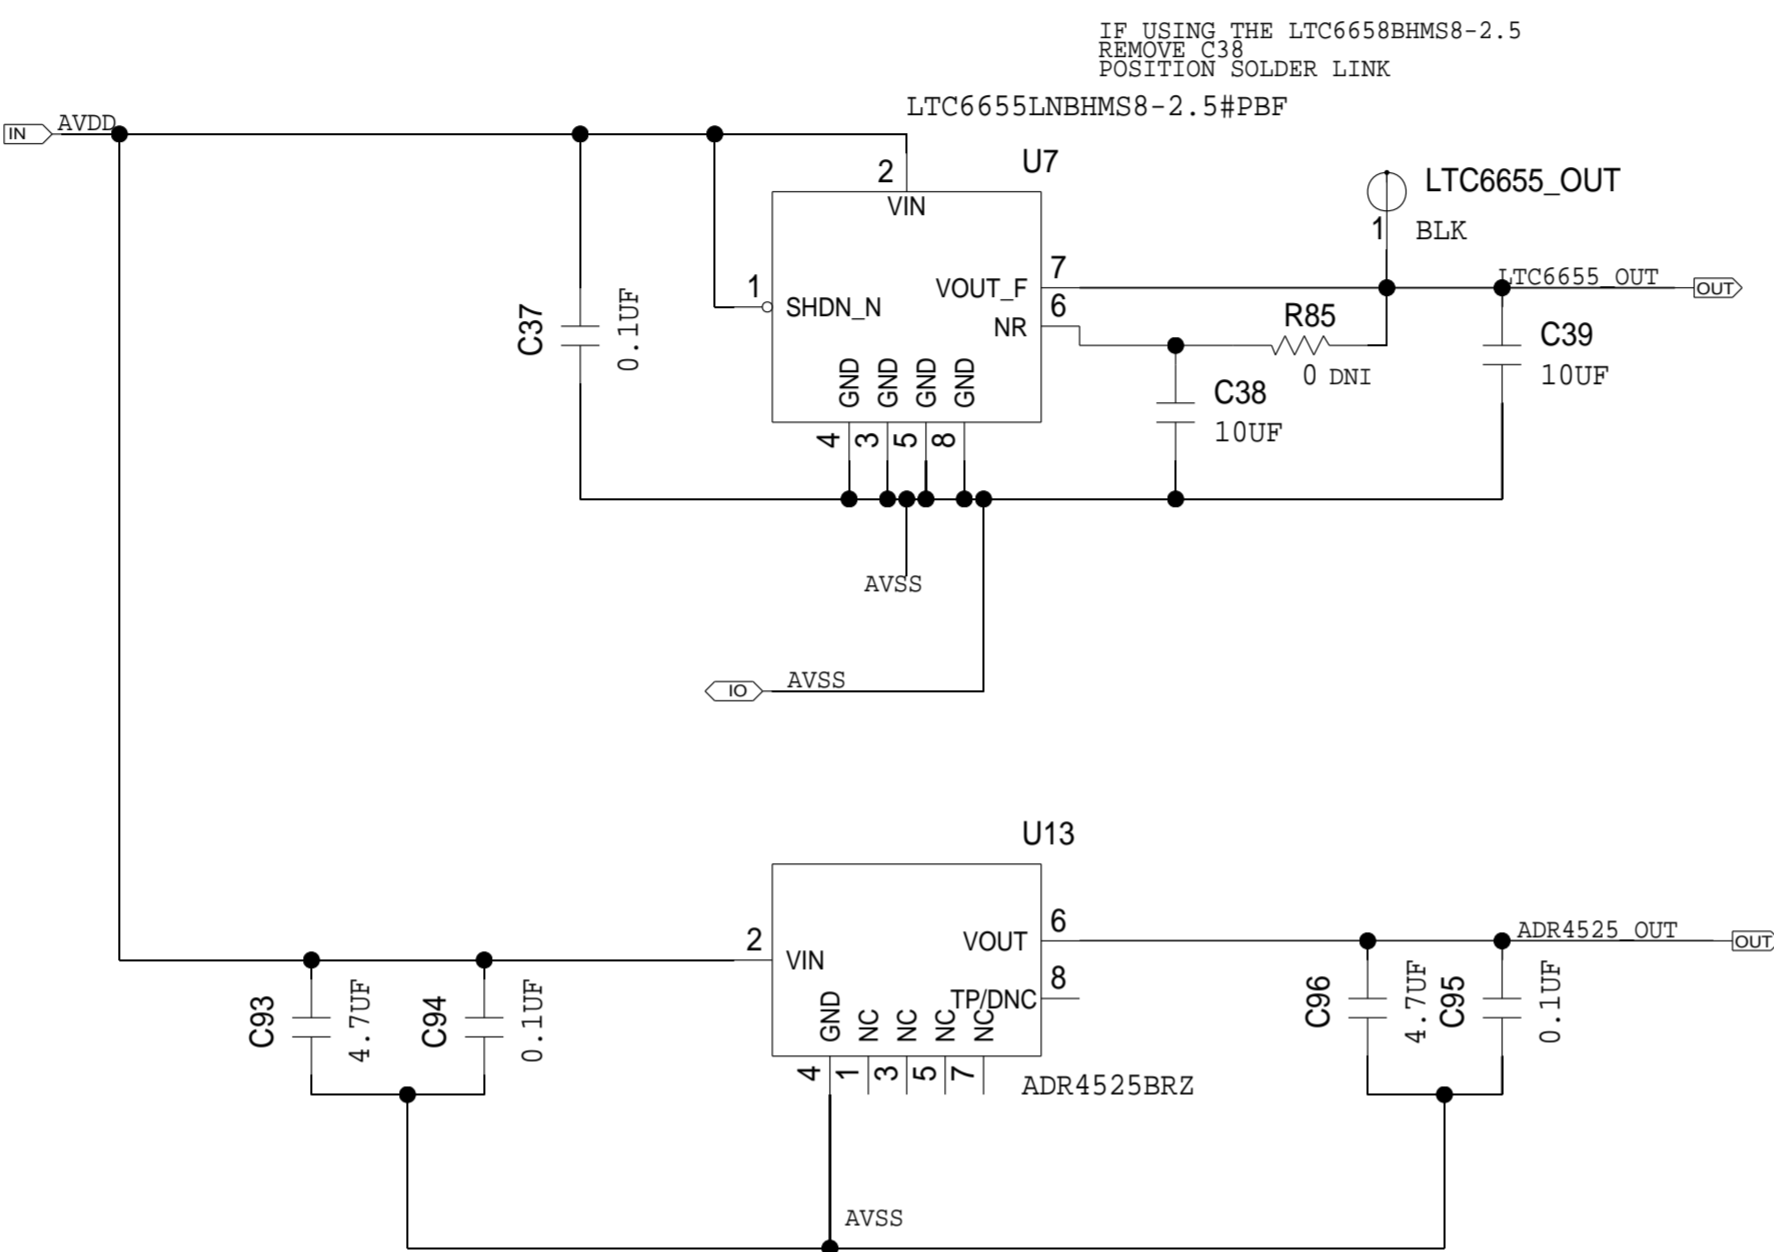 IF USING THE LTC6658BHMS8-2.5
REMOVE C38
POSITION SOLDER LINK
LTC6655LNBHMS8-2.5#PBF
IN
AVDD
U7
2
VIN
LTC6655_OUT
1
BLK
1
SHDN_N
VOUT_F
7
LTC6655_OUT
OUT
NR
6
R85
0 DNI
C37
0.1UF
C39
10UF
C38
10UF
GND
GND
GND
GND
4
3
5
8
AVSS
IO
AVSS
U13
2
VIN
VOUT
6
ADR4525_OUT
OUT
TP/DNC
8
C93
4.7UF
C94
0.1UF
GND
NC
NC
NC
NC
4
1
3
5
7
ADR4525BRZ
C96
4.7UF
C95
0.1UF
AVSS